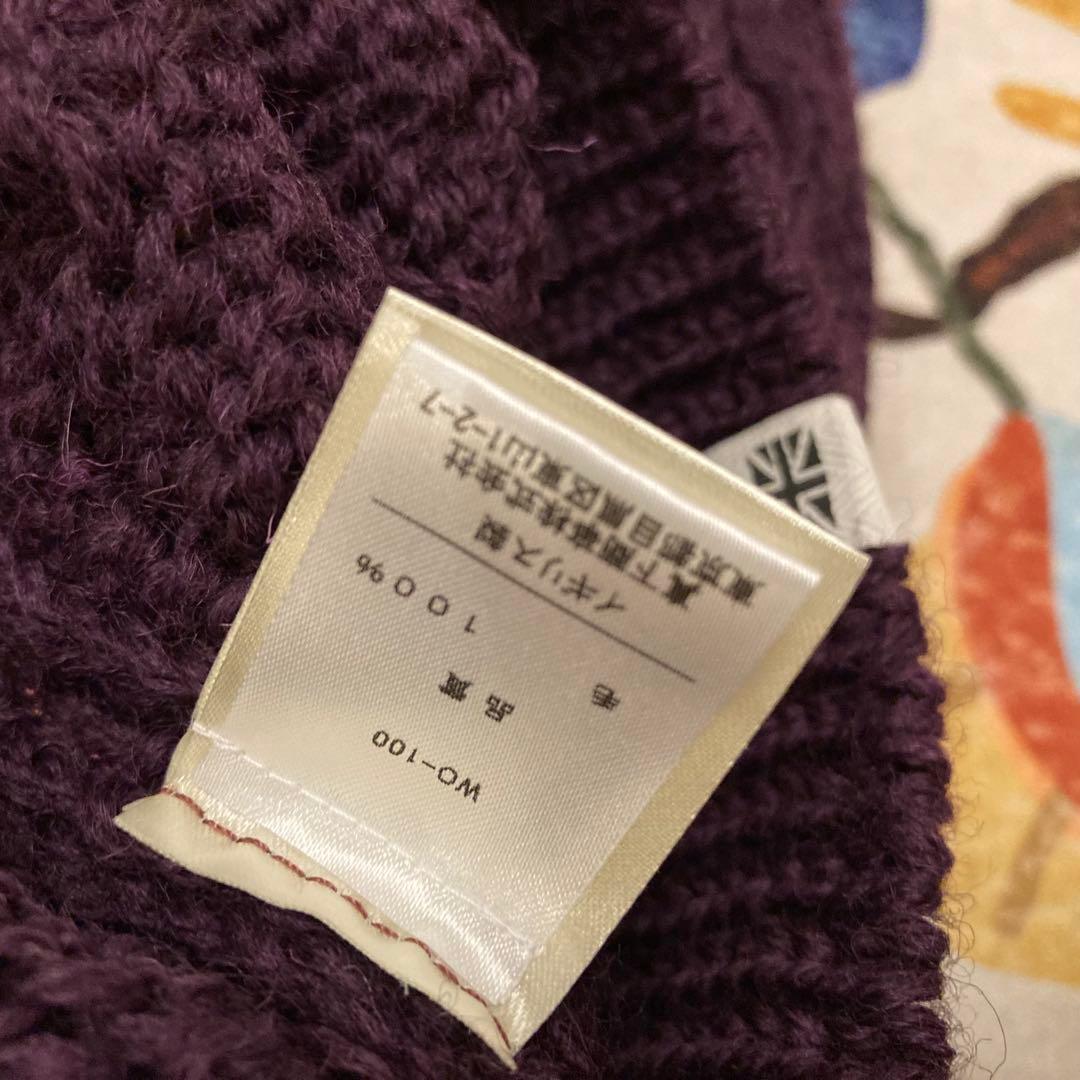 WO-100
品質
毛 100%
イギリス製
真下商事株式会社
東京都目黒区東山1-2-7